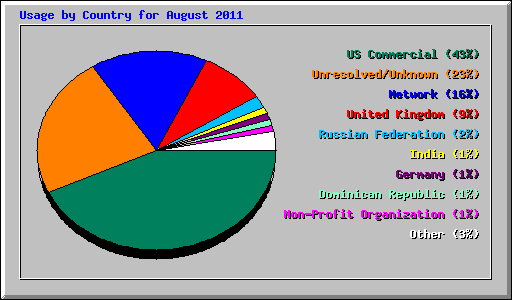 Usage by Country for August 2011
US Commercial (43%)
Unresolved/Unknown (23%)
Network (16%)
United Kingdom (9%)
Russian Federation (2%)
India (1%)
Germany (1%)
Dominican Republic (1%)
Non-Profit Organization (1%)
Other (3%)